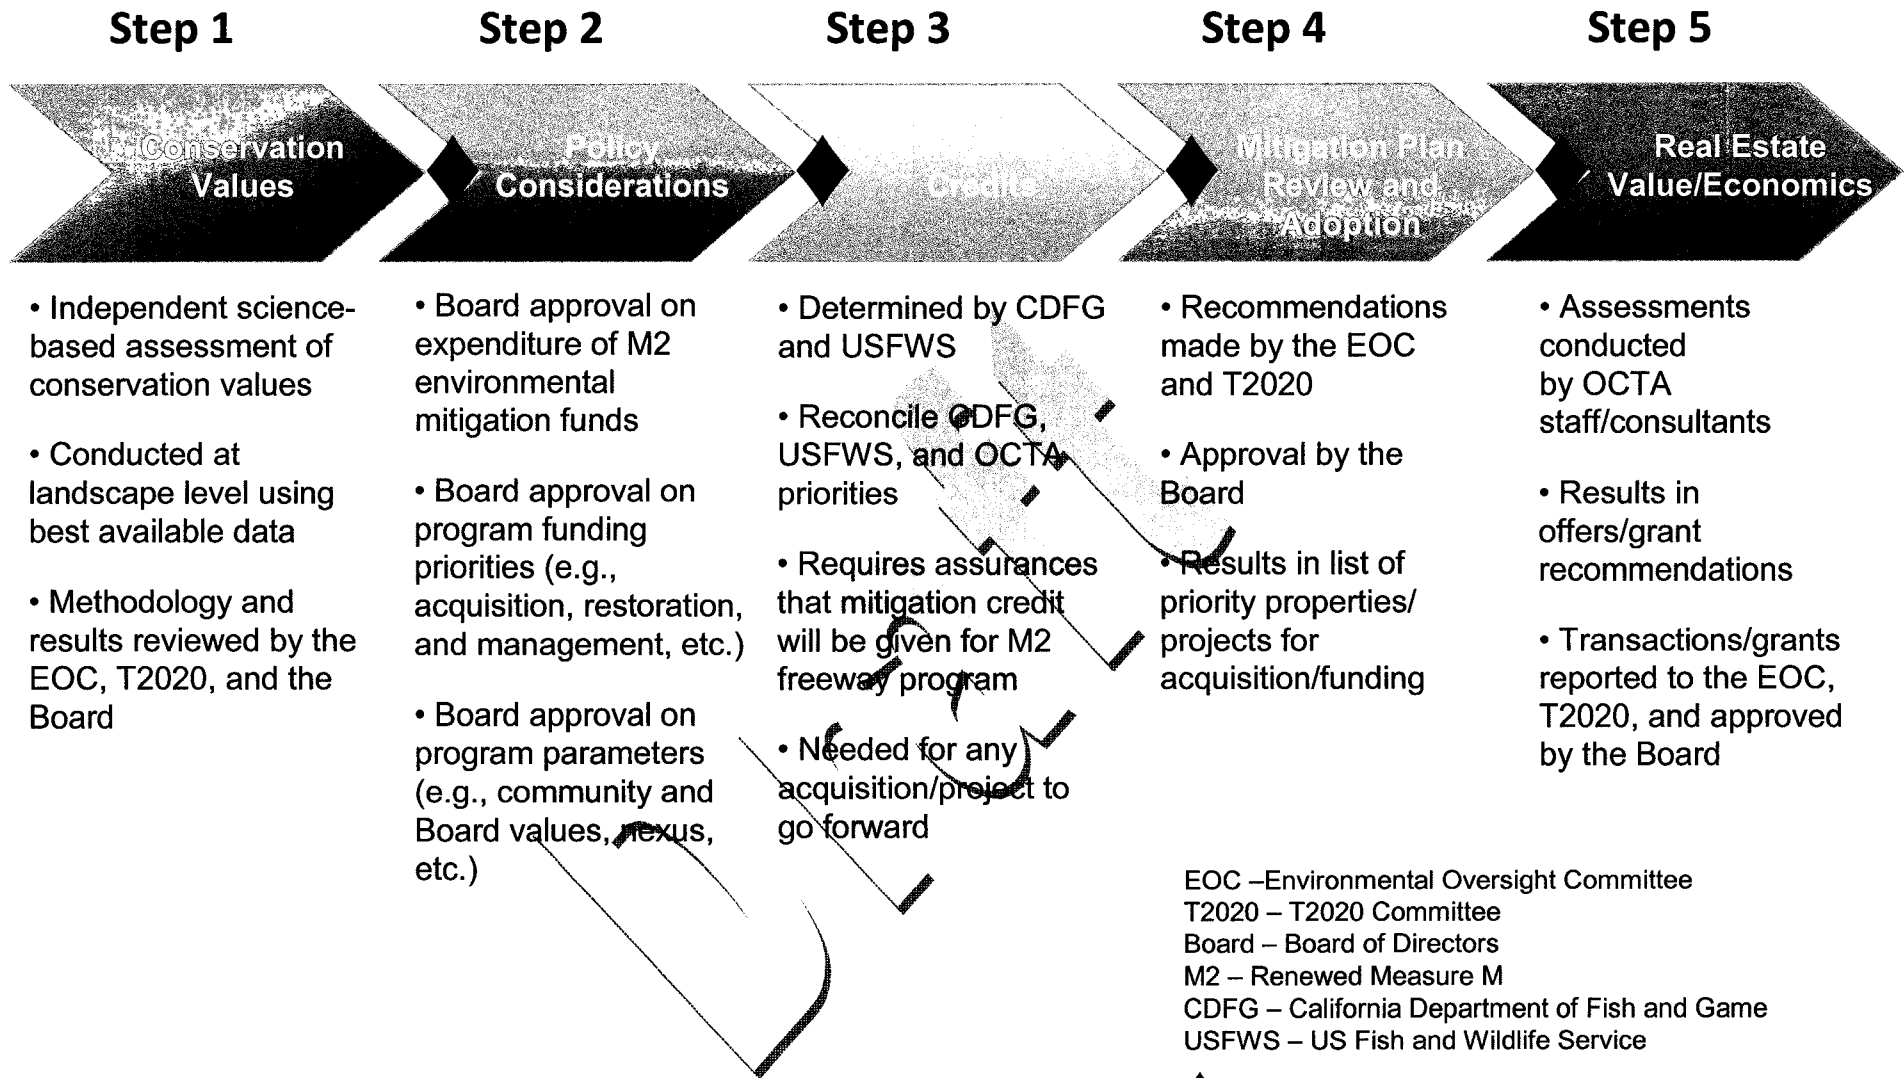 Step 1
Step 2
Step 3
Step 4
Step 5
Conservation
Values
Policy
Considerations
Credits
Mitigation Plan
Review and
Adoption
Real Estate
Value/Economics
• Independent science-
based assessment of
conservation values
• Conducted at
landscape level using
best available data
• Methodology and
results reviewed by the
EOC, T2020, and the
Board
• Board approval on
expenditure of M2
environmental
mitigation funds
• Board approval on
program funding
priorities (e.g.,
acquisition, restoration,
and management, etc.)
• Board approval on
program parameters
(e.g., community and
Board values, nexus,
etc.)
• Determined by CDFG
and USFWS
• Reconcile CDFG,
USFWS, and OCTA
priorities
• Requires assurances
that mitigation credit
will be given for M2
freeway program
• Needed for any
acquisition/project to
go forward
• Recommendations
made by the EOC
and T2020
• Approval by the
Board
• Results in list of
priority properties/
projects for
acquisition/funding
• Assessments
conducted
by OCTA
staff/consultants
• Results in
offers/grant
recommendations
• Transactions/grants
reported to the EOC,
T2020, and approved
by the Board
EOC –Environmental Oversight Committee
T2020 – T2020 Committee
Board – Board of Directors
M2 – Renewed Measure M
CDFG – California Department of Fish and Game
USFWS – US Fish and Wildlife Service